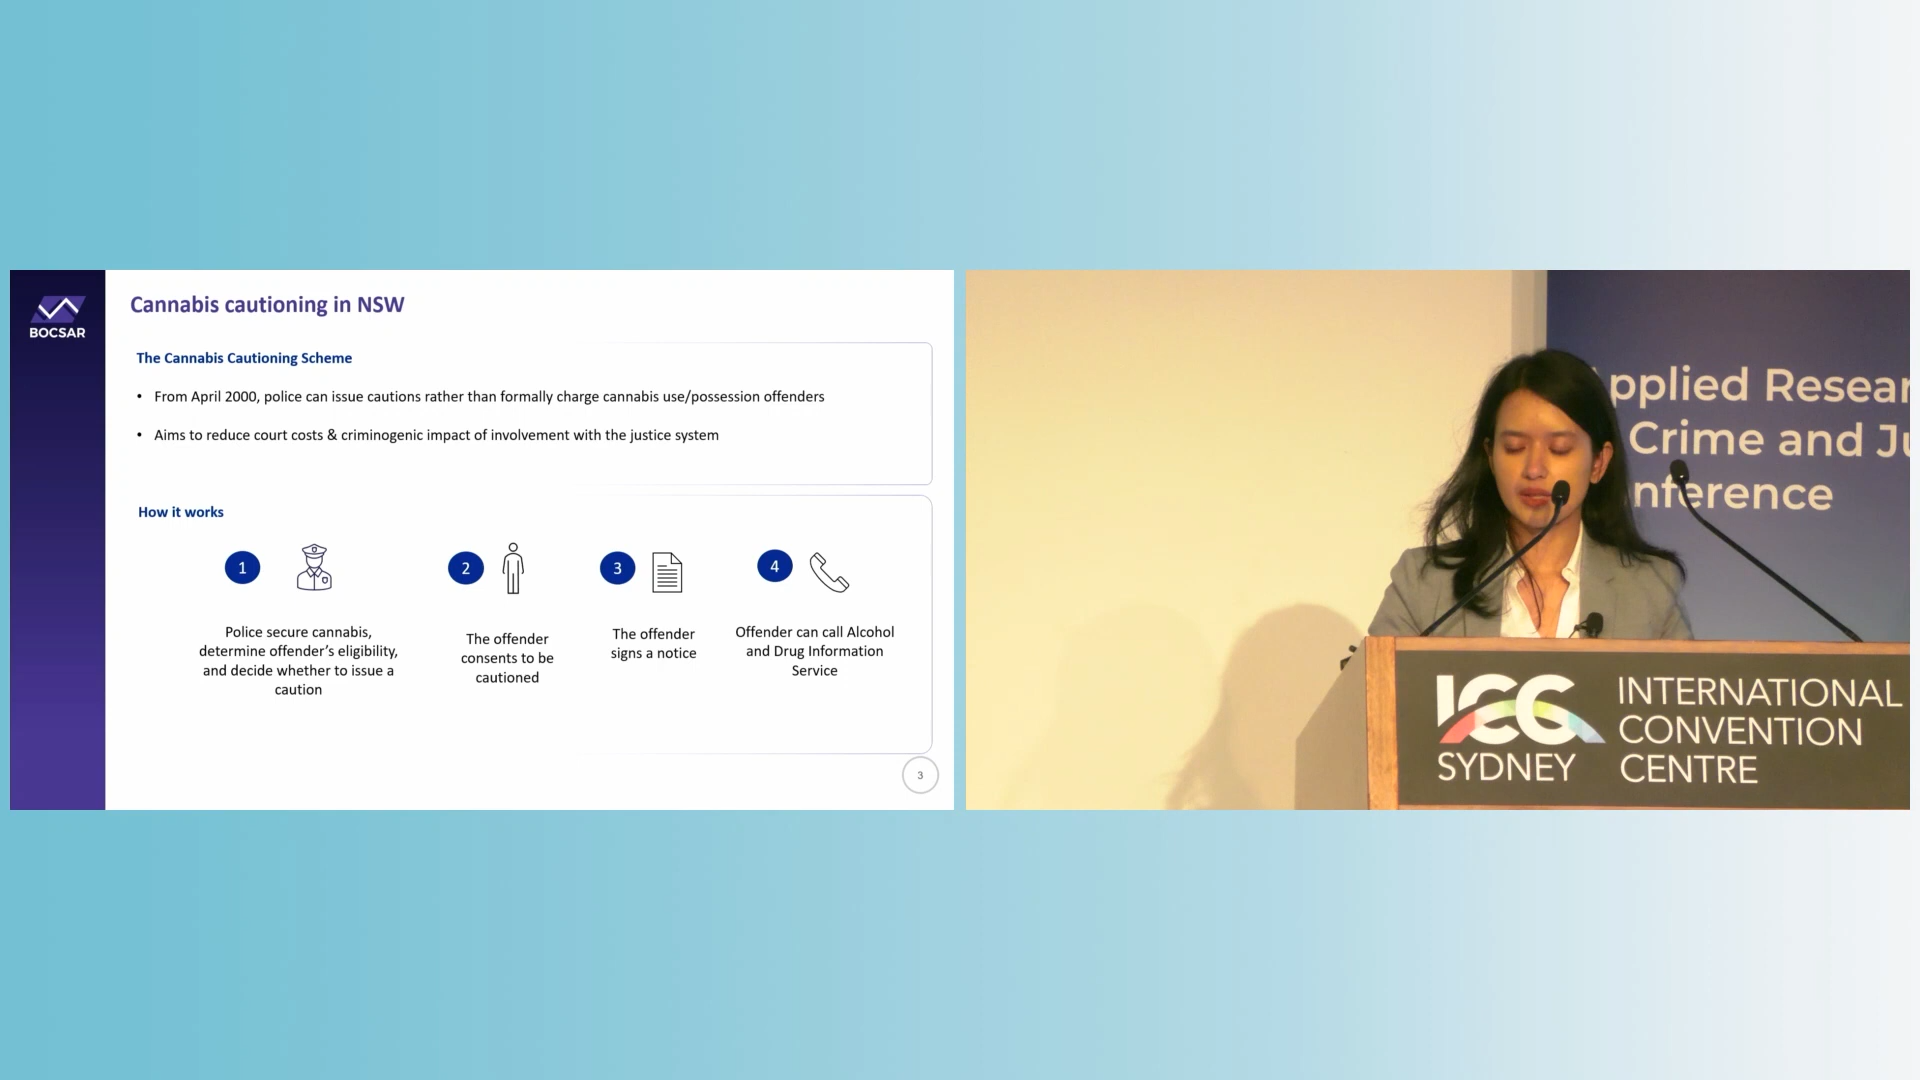 BOCSAR
Cannabis cautioning in NSW
The Cannabis Cautioning Scheme
• From April 2000, police can issue cautions rather than formally charge cannabis use/possession offenders
• Aims to reduce court costs & criminogenic impact of involvement with the justice system
How it works
1
Police secure cannabis,
determine offender's eligibility,
and decide whether to issue a
caution
2
The offender
consents to be
cautioned
3
The offender
signs a notice
4
Offender can call Alcohol
and Drug Information
Service
3
pplied Resear
Crime and Ju
nference
ICC
SYDNEY
INTERNATIONAL
CONVENTION
CENTRE